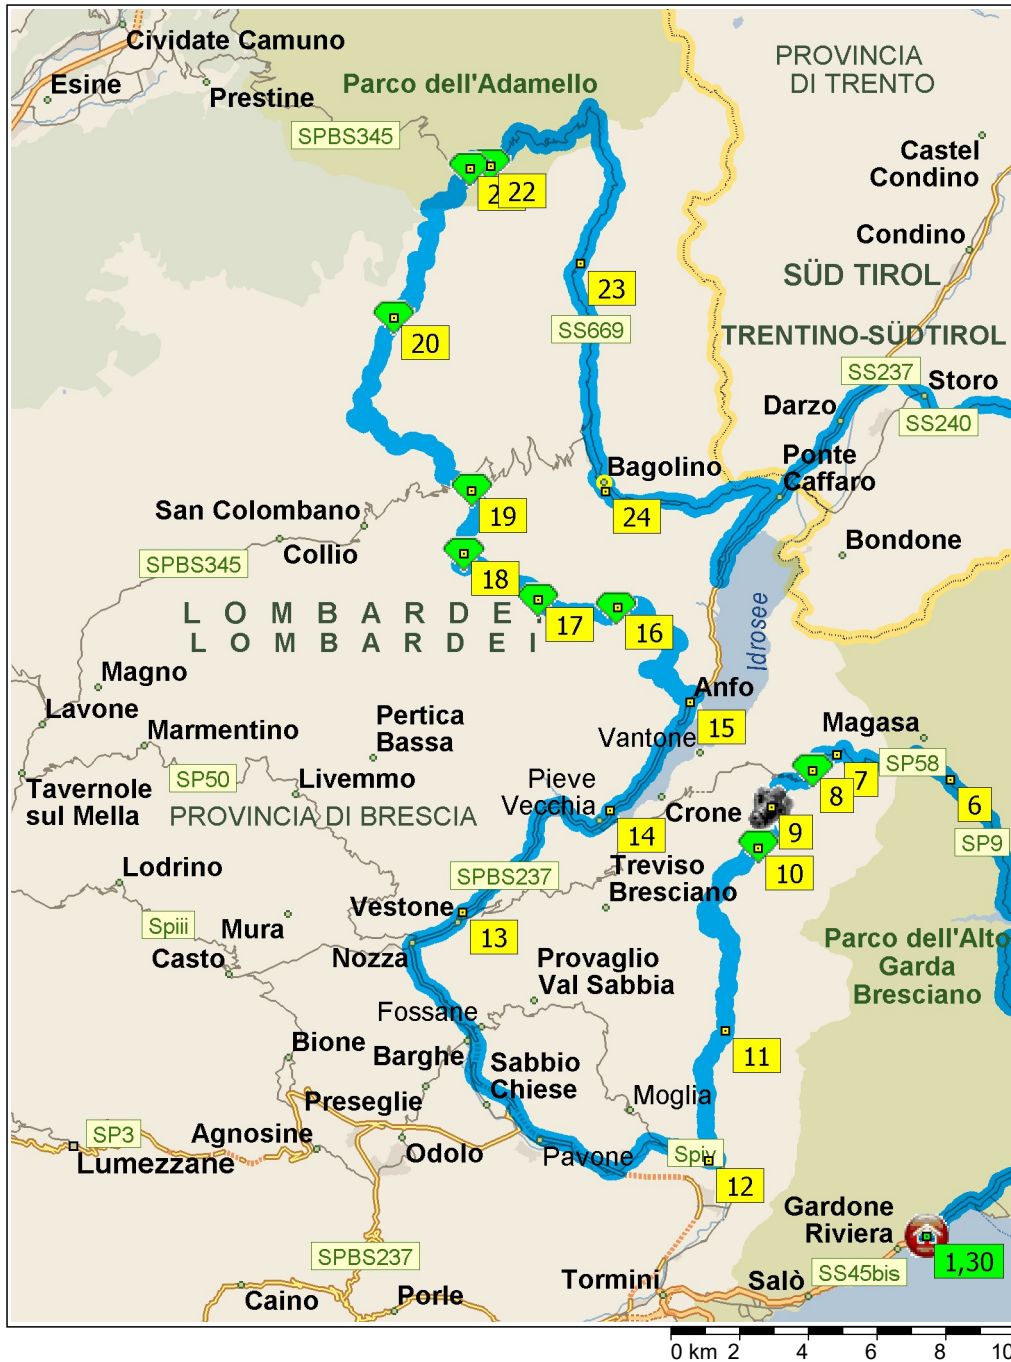 Cividate Camuno
PROVINCIA
DI TRENTO
Esine
Parco dell'Adamello
Prestine
SPBS345
Castel
Condino
22
Condino
SÜD TIROL
23
20
SS669
TRENTINO-SÜDTIROL
SS237
Storo
Darzo
SS240
Ponte
Caffaro
Bagolino
San Colombano
19
24
Collio
Bondone
SPBS345
18
Idrosee
LOMBARDE
LOMBARDEI
17
16
Magno
Anfo
Lavone
Pertica
Bassa
15
Magasa
Marmentino
Vantone
SP58
SP50
Pieve
Vecchia
Tavernole
sul Mella
Livemmo
8
7
6
PROVINCIA DI BRESCIA
Crone
14
9
SP9
Lodrino
SPBS237
Treviso
Bresciano
10
Vestone
Spiii
Mura
13
Parco dell'Alto
Garda
Bresciano
Casto
Nozza
Provaglio
Val Sabbia
Fossane
Bione
Barghe
11
Sabbio
Chiese
Preseglie
Moglia
SP3
Agnosine
Lumezzane
Odolo
Pavone
Spiv
12
Gardone
Riviera
SPBS237
1,30
Tormini
Salò
SS45bis
Caino
Porle
0 km 2 4 6 8 10